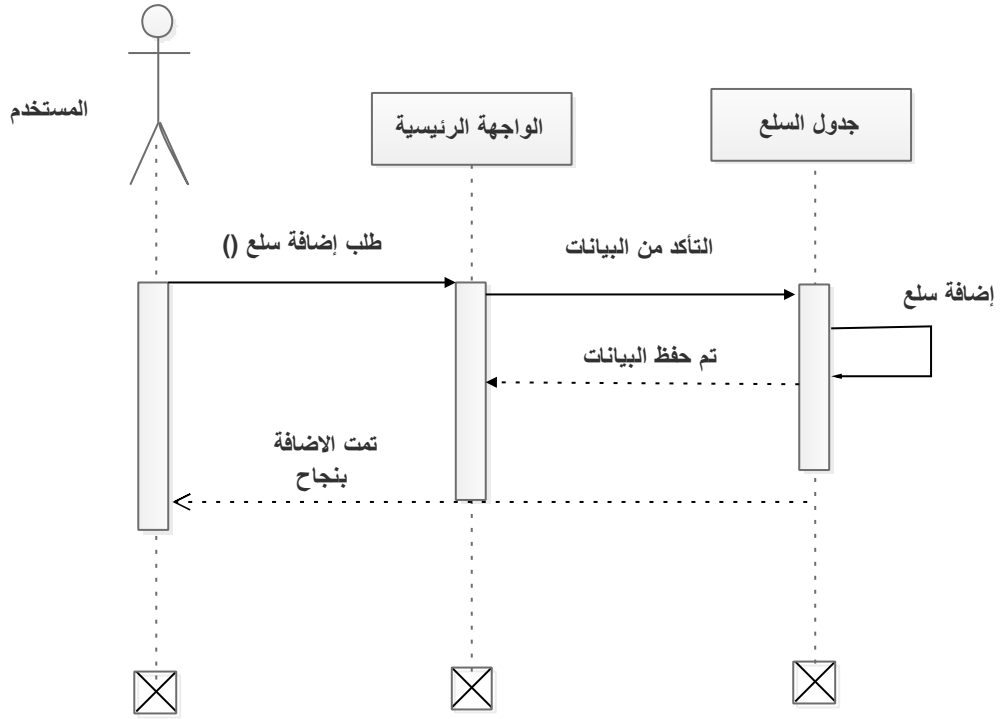 المستخدم
الواجهة الرئيسية
جدول السلع
طلب إضافة سلع ()
التأكد من البيانات
إضافة سلع
تم حفظ البيانات
تمت الاضافة
بنجاح